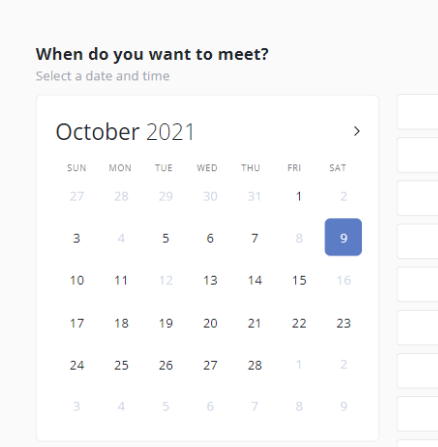 When do you want to meet?
Select a date and time
October 2021
SUN MON TUE WED THU FRI SAT
27 28 29 30 31 1 2
3 4 5 6 7 8 9
10 11 12 13 14 15 16
17 18 19 20 21 22 23
24 25 26 27 28 1 2
3 4 5 6 7 8 9